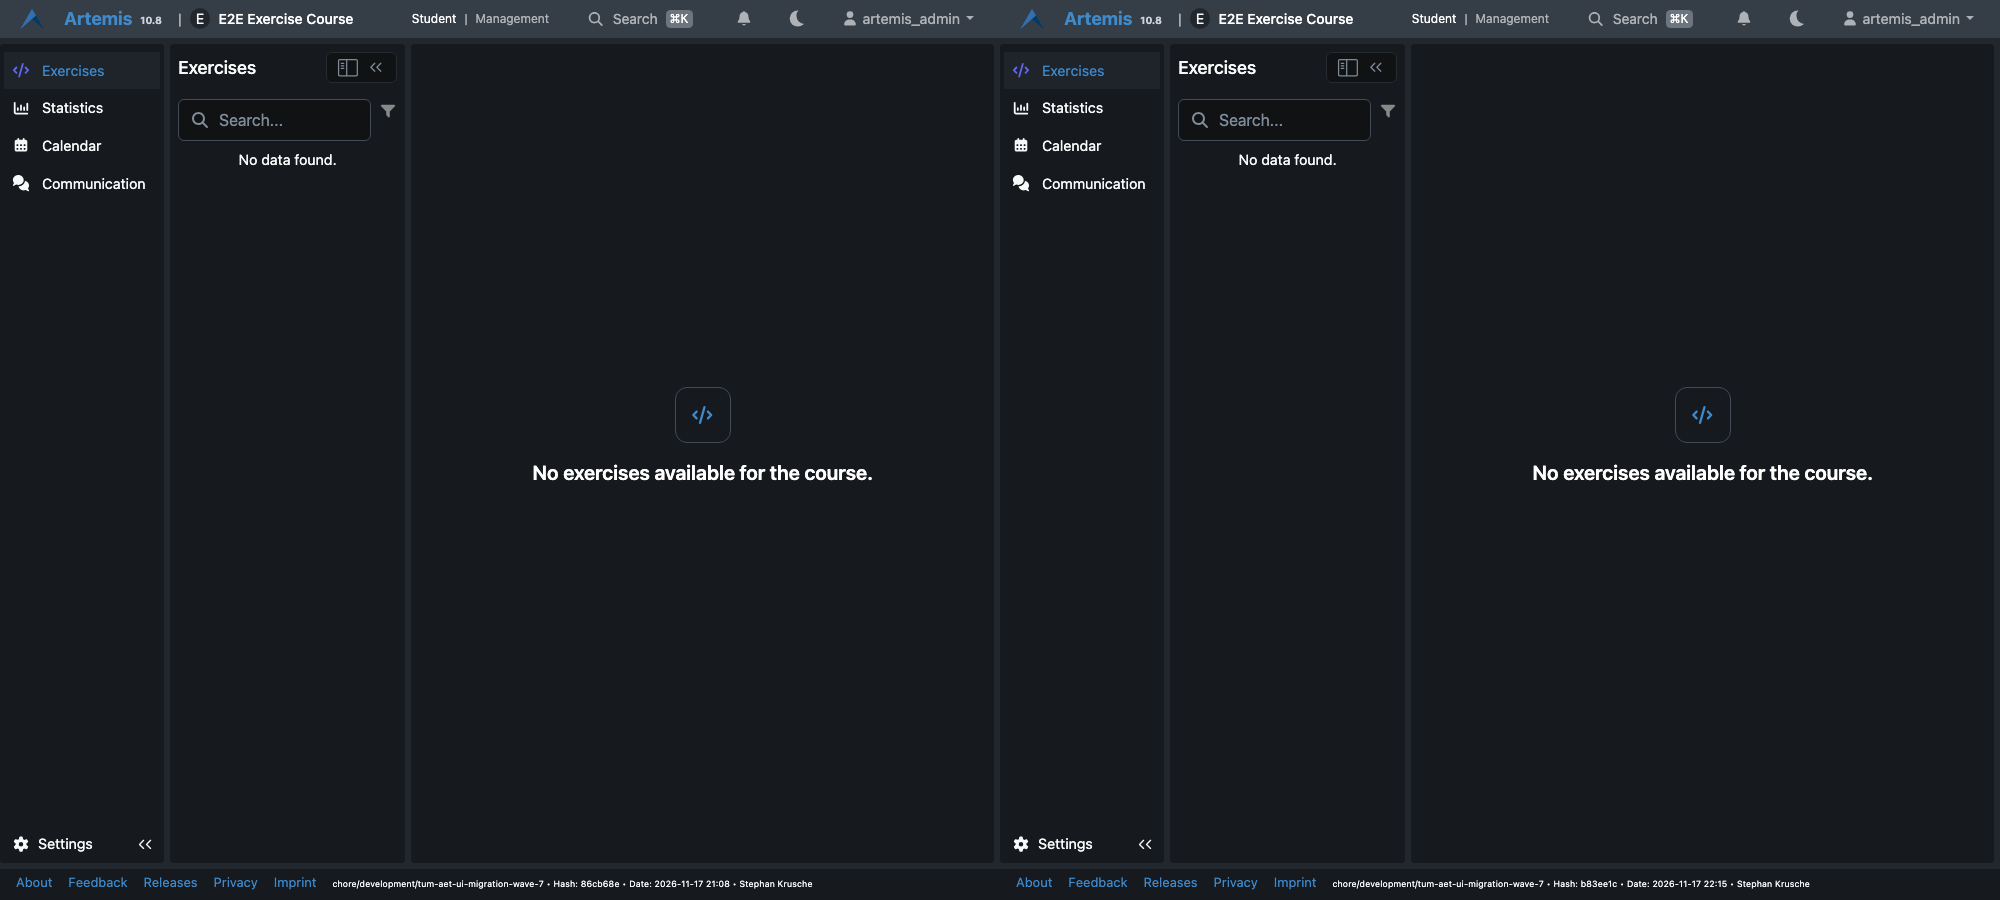 Artemis 10.8 | E E2E Exercise Course Student | Management Search ⌘K artemis_admin
Exercises
Statistics
Calendar
Communication
Exercises
Search...
No data found.
No exercises available for the course.
Settings
About Feedback Releases Privacy Imprint chore/development/tum-aet-ui-migration-wave-7 • Hash: 86cb68e • Date: 2026-11-17 21:08 • Stephan Krusche
Artemis 10.8 | E E2E Exercise Course Student | Management Search ⌘K artemis_admin
Exercises
Statistics
Calendar
Communication
Exercises
Search...
No data found.
No exercises available for the course.
Settings
About Feedback Releases Privacy Imprint chore/development/tum-aet-ui-migration-wave-7 • Hash: b83ee1c • Date: 2026-11-17 22:15 • Stephan Krusche